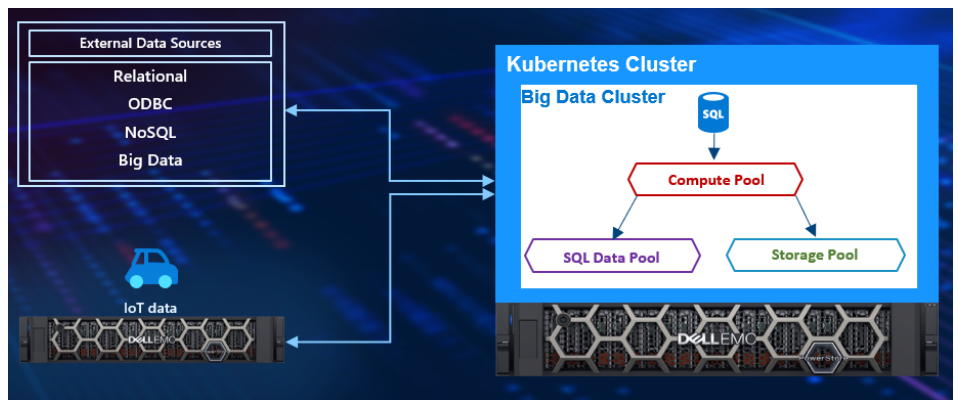 External Data Sources
Relational
ODBC
NoSQL
Big Data
IoT data
DELLEMC
Kubernetes Cluster
Big Data Cluster
SQL
Compute Pool
SQL Data Pool
Storage Pool
DELLEMC
PowerStore